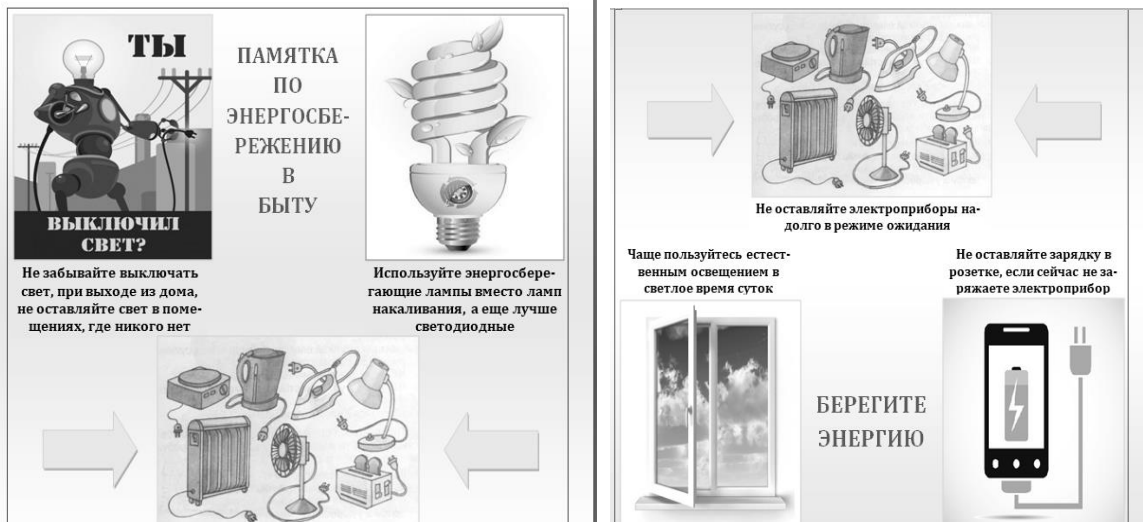 ТЫ
ВЫКЛЮЧИЛ
СВЕТ?
ПАМЯТКА
ПО
ЭНЕРГОСБЕ-
РЕЖЕНИЮ
В
БЫТУ
Не забывайте выключать
свет, при выходе из дома,
не оставляйте свет в поме-
щениях, где никого нет
Используйте энергосбере-
гающие лампы вместо ламп
накаливания, а еще лучше
светодиодные
Не оставляйте электроприборы на-
долго в режиме ожидания
Чаще пользуйтесь естест-
венным освещением в
светлое время суток
Не оставляйте зарядку в
розетке, если сейчас не за-
ряжаете электроприбор
БЕРЕГИТЕ
ЭНЕРГИЮ